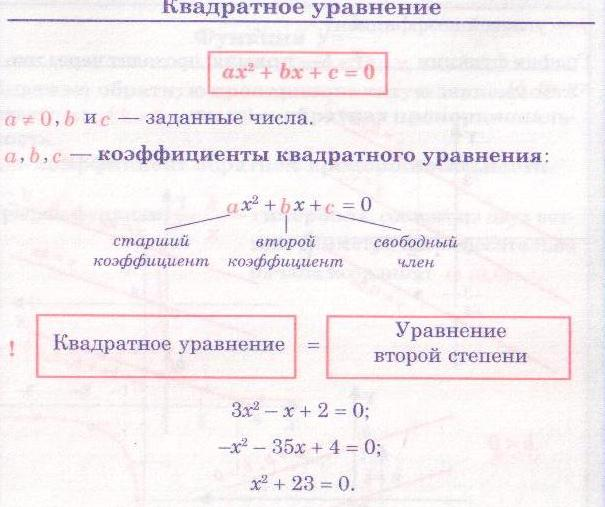 Квадратное уравнение
ax² + bx + c = 0
a ≠ 0, b и c — заданные числа.
a, b, c — коэффициенты квадратного уравнения:
ax² + bx + c = 0
старший второй свободный
коэффициент коэффициент член
! Квадратное уравнение = Уравнение второй степени
3x² – x + 2 = 0;
–x² – 35x + 4 = 0;
x² + 23 = 0.